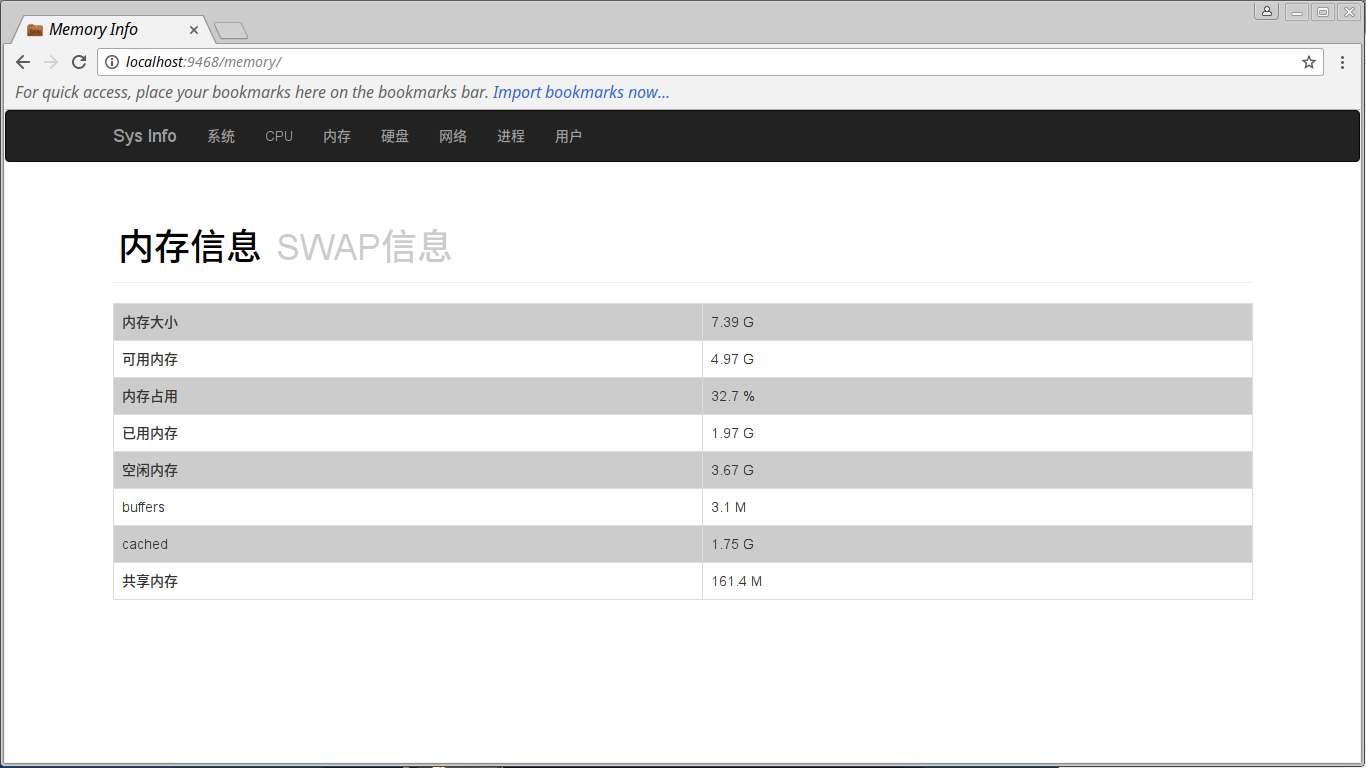 Memory Info
localhost:9468/memory/
For quick access, place your bookmarks here on the bookmarks bar. Import bookmarks now...
Sys Info 系统 CPU 内存 硬盘 网络 进程 用户
内存信息 SWAP信息
内存大小 7.39 G
可用内存 4.97 G
内存占用 32.7 %
已用内存 1.97 G
空闲内存 3.67 G
buffers 3.1 M
cached 1.75 G
共享内存 161.4 M